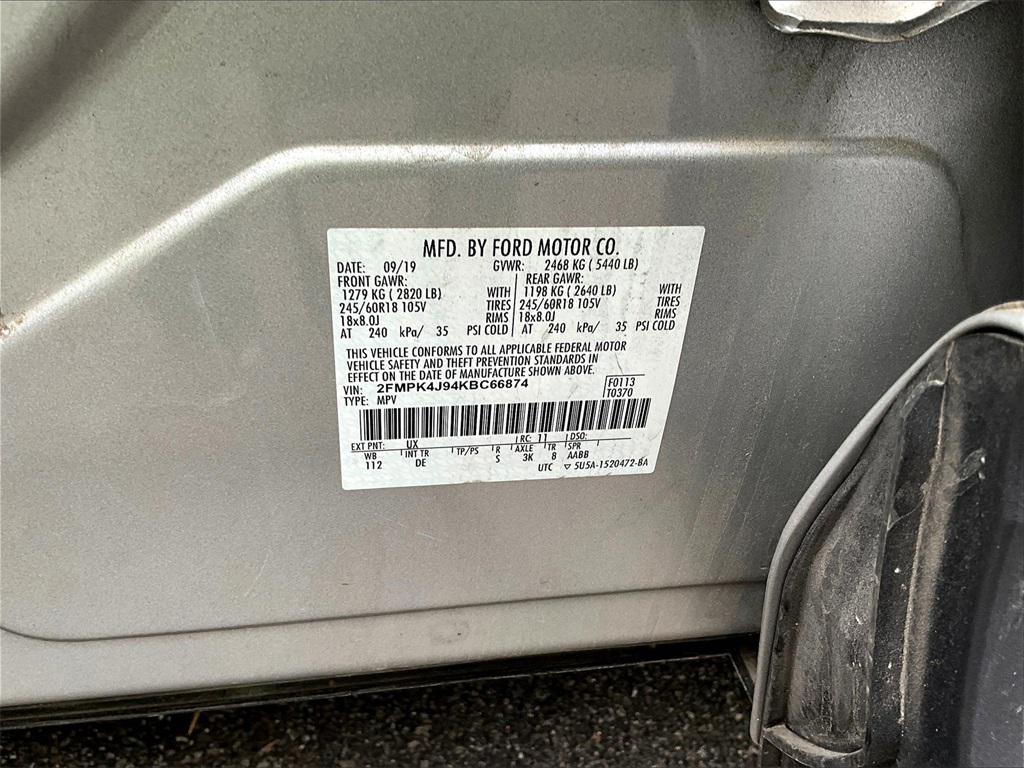 MFD. BY FORD MOTOR CO.
DATE: 09/19 GVWR: 2468 KG ( 5440 LB)
FRONT GAWR: REAR GAWR:
1279 KG ( 2820 LB) WITH 1198 KG ( 2640 LB) WITH
245/60R18 105V TIRES 245/60R18 105V TIRES
18x8.0J RIMS 18x8.0J RIMS
AT 240 kPa/ 35 PSI COLD AT 240 kPa/ 35 PSI COLD
THIS VEHICLE CONFORMS TO ALL APPLICABLE FEDERAL MOTOR
VEHICLE SAFETY AND THEFT PREVENTION STANDARDS IN
EFFECT ON THE DATE OF MANUFACTURE SHOWN ABOVE.
VIN: 2FMPK4J94KBC66874 F0113
TYPE: MPV T0370
EXT PNT: UX RC: 11 DSO:
WB INT TR TP/PS R AXLE TR SPR
112 DE S 3K 8 AABB
UTC ▽ 5U5A-1520472-BA